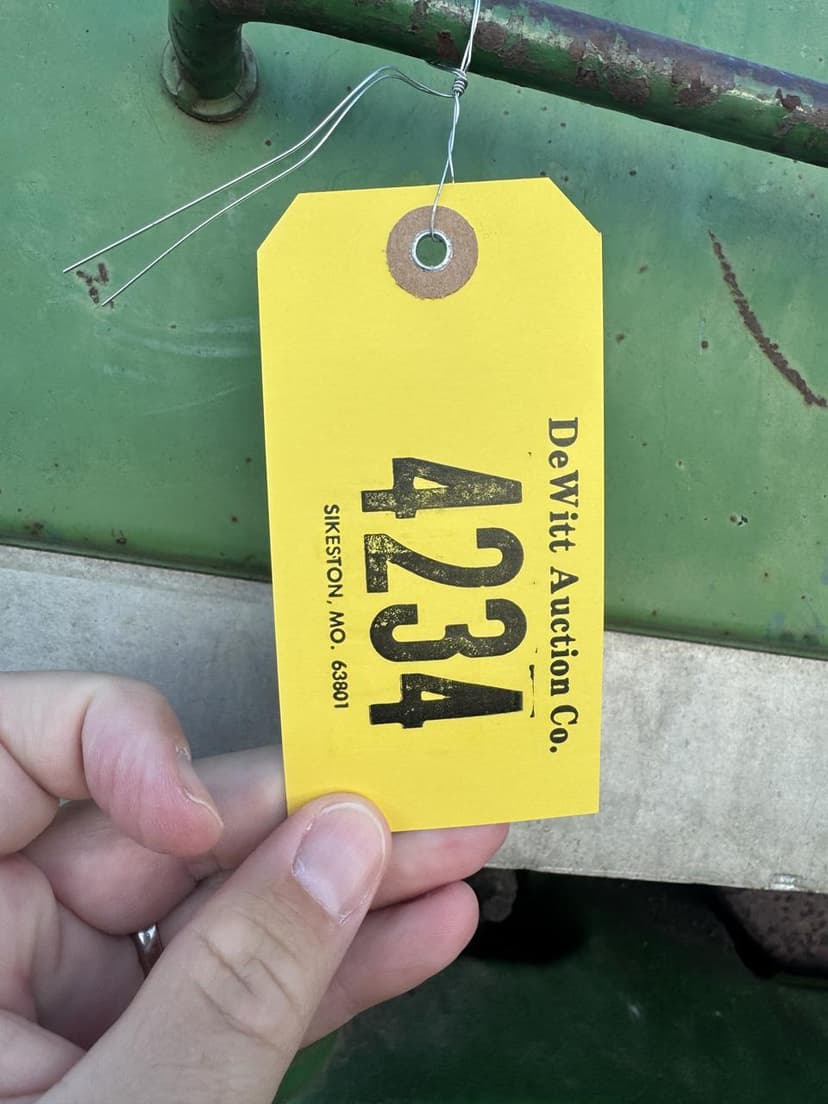 DeWitt Auction Co.
4234
SIKESTON, MO. 63801